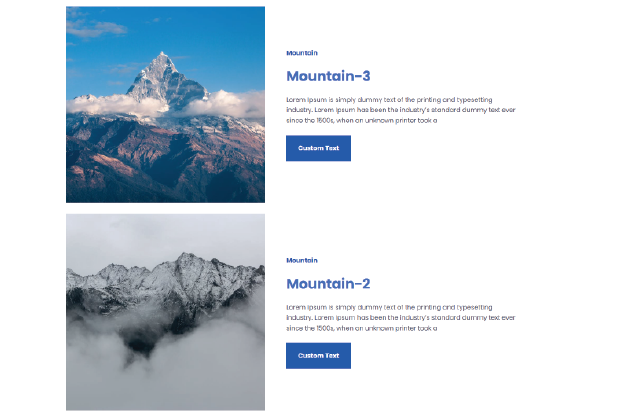 Mountain
Mountain-3
Lorem Ipsum is simply dummy text of the printing and typesetting
industry. Lorem Ipsum has been the industry's standard dummy text ever
since the 1500s, when an unknown printer took a
Custom Text
Mountain
Mountain-2
Lorem Ipsum is simply dummy text of the printing and typesetting
industry. Lorem Ipsum has been the industry's standard dummy text ever
since the 1500s, when an unknown printer took a
Custom Text